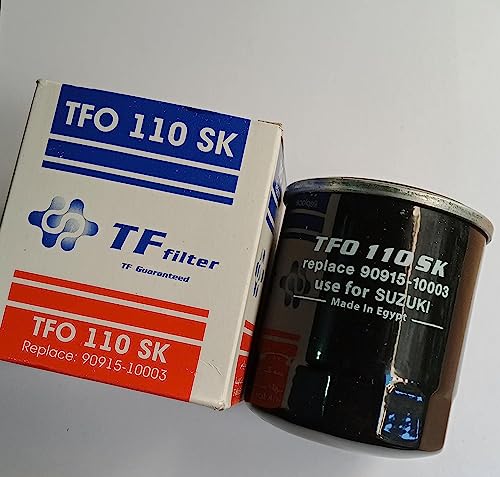 TFO 110 SK
TF filter
TF Guaranteed
TFO 110 SK
Replace: 90915-10003
TFO 110 SK
replace 90915-10003
use for SUZUKI
Made In Egypt